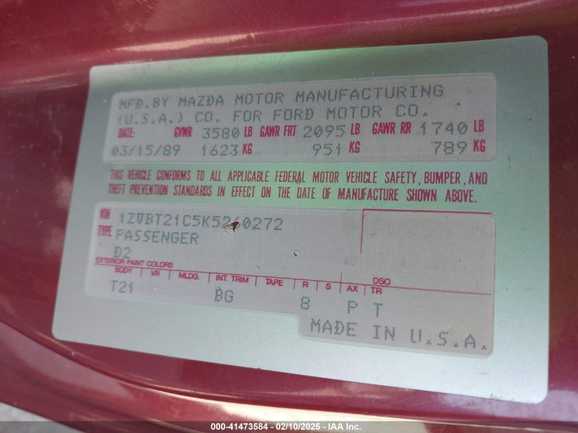 MFD.BY MAZDA MOTOR MANUFACTURING
(U.S.A.) CO. FOR FORD MOTOR CO.
DATE: GVWR 3580 LB GAWR FRT 2095 LB GAWR RR 1740 LB
03/15/89 1623 KG 951 KG 789 KG
THIS VEHICLE CONFORMS TO ALL APPLICABLE FEDERAL MOTOR VEHICLE SAFETY, BUMPER, AND
THEFT PREVENTION STANDARDS IN EFFECT ON THE DATE OF MANUFACTURE SHOWN ABOVE.
VIN
TYPE PASSENGER
D2
EXTERIOR PAINT COLORS DSO
BODY VR MLDG. INT. TRIM TAPE R S AX TR
T21 BG 8 P T
MADE IN U.S.A.
000-41473584 - 02/10/2025 - IAA Inc.